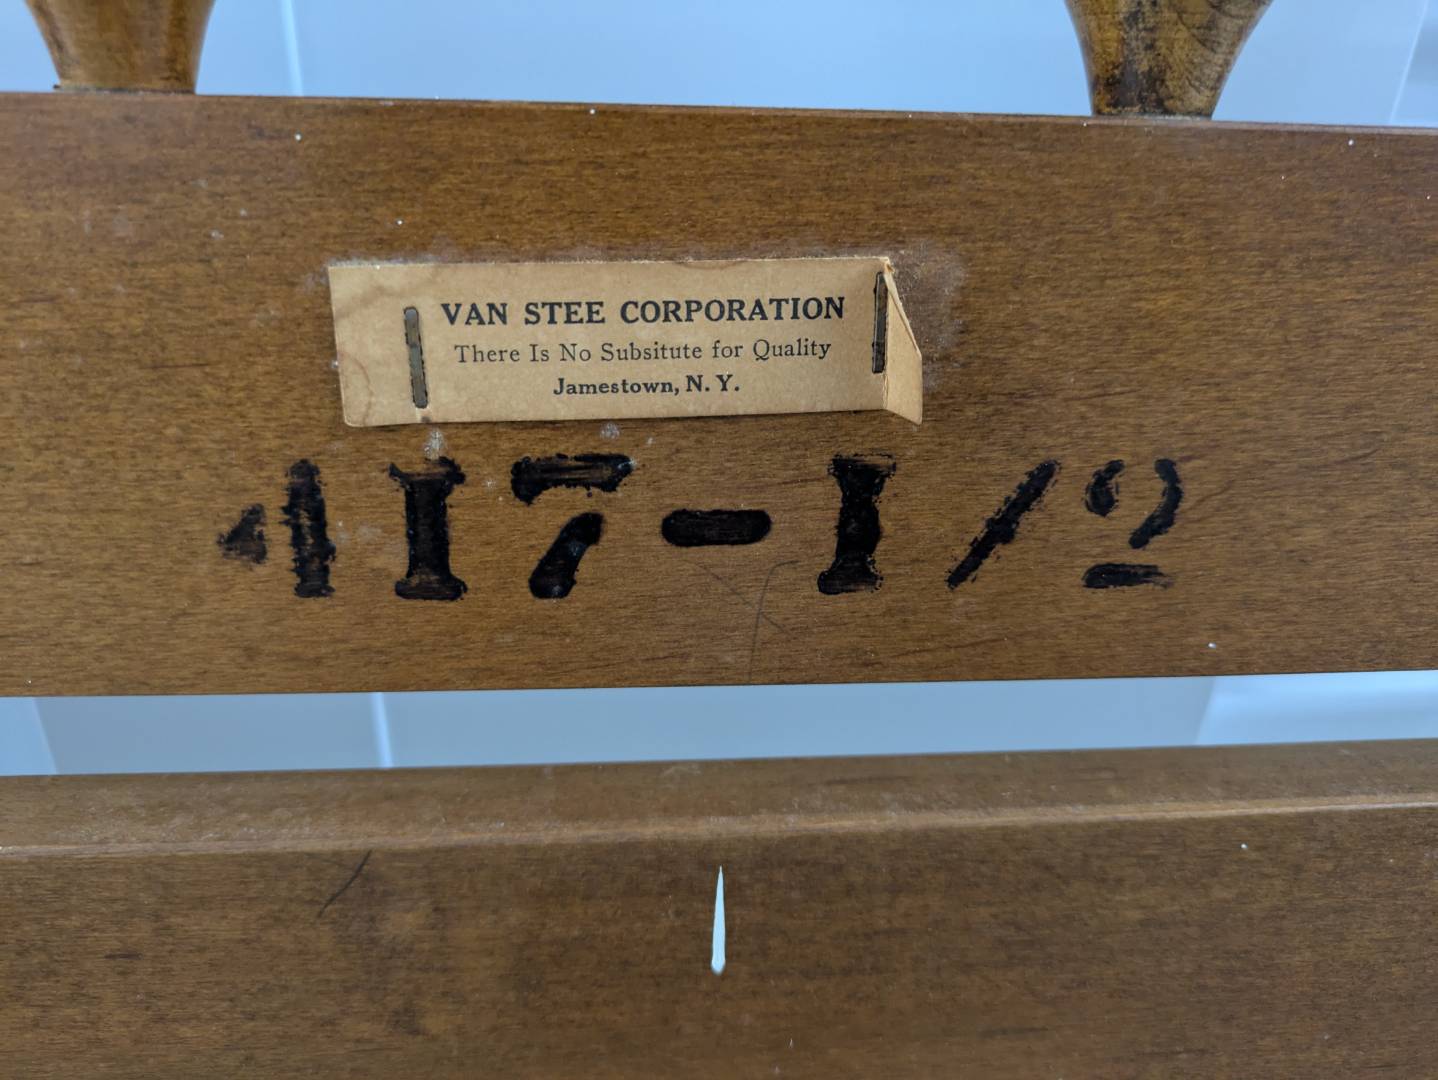 VAN STEE CORPORATION
There Is No Subsitute for Quality
Jamestown, N. Y.
417-1/2